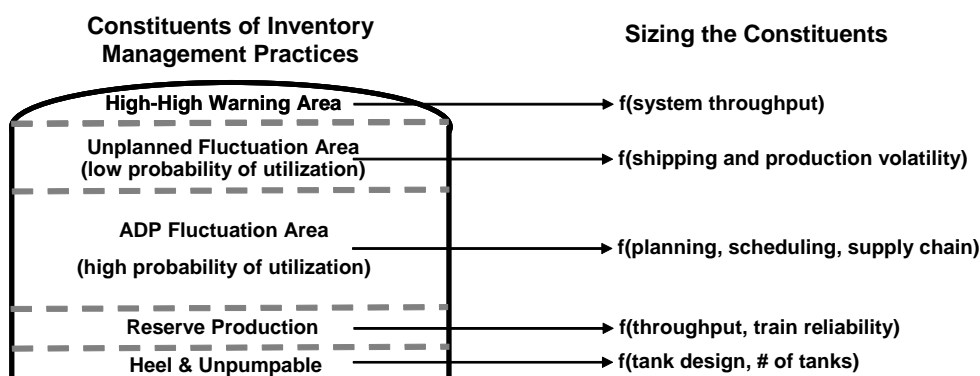 Constituents of Inventory
Management Practices
Sizing the Constituents
High-High Warning Area
f(system throughput)
Unplanned Fluctuation Area
(low probability of utilization)
f(shipping and production volatility)
ADP Fluctuation Area
(high probability of utilization)
f(planning, scheduling, supply chain)
Reserve Production
f(throughput, train reliability)
Heel & Unpumpable
f(tank design, # of tanks)